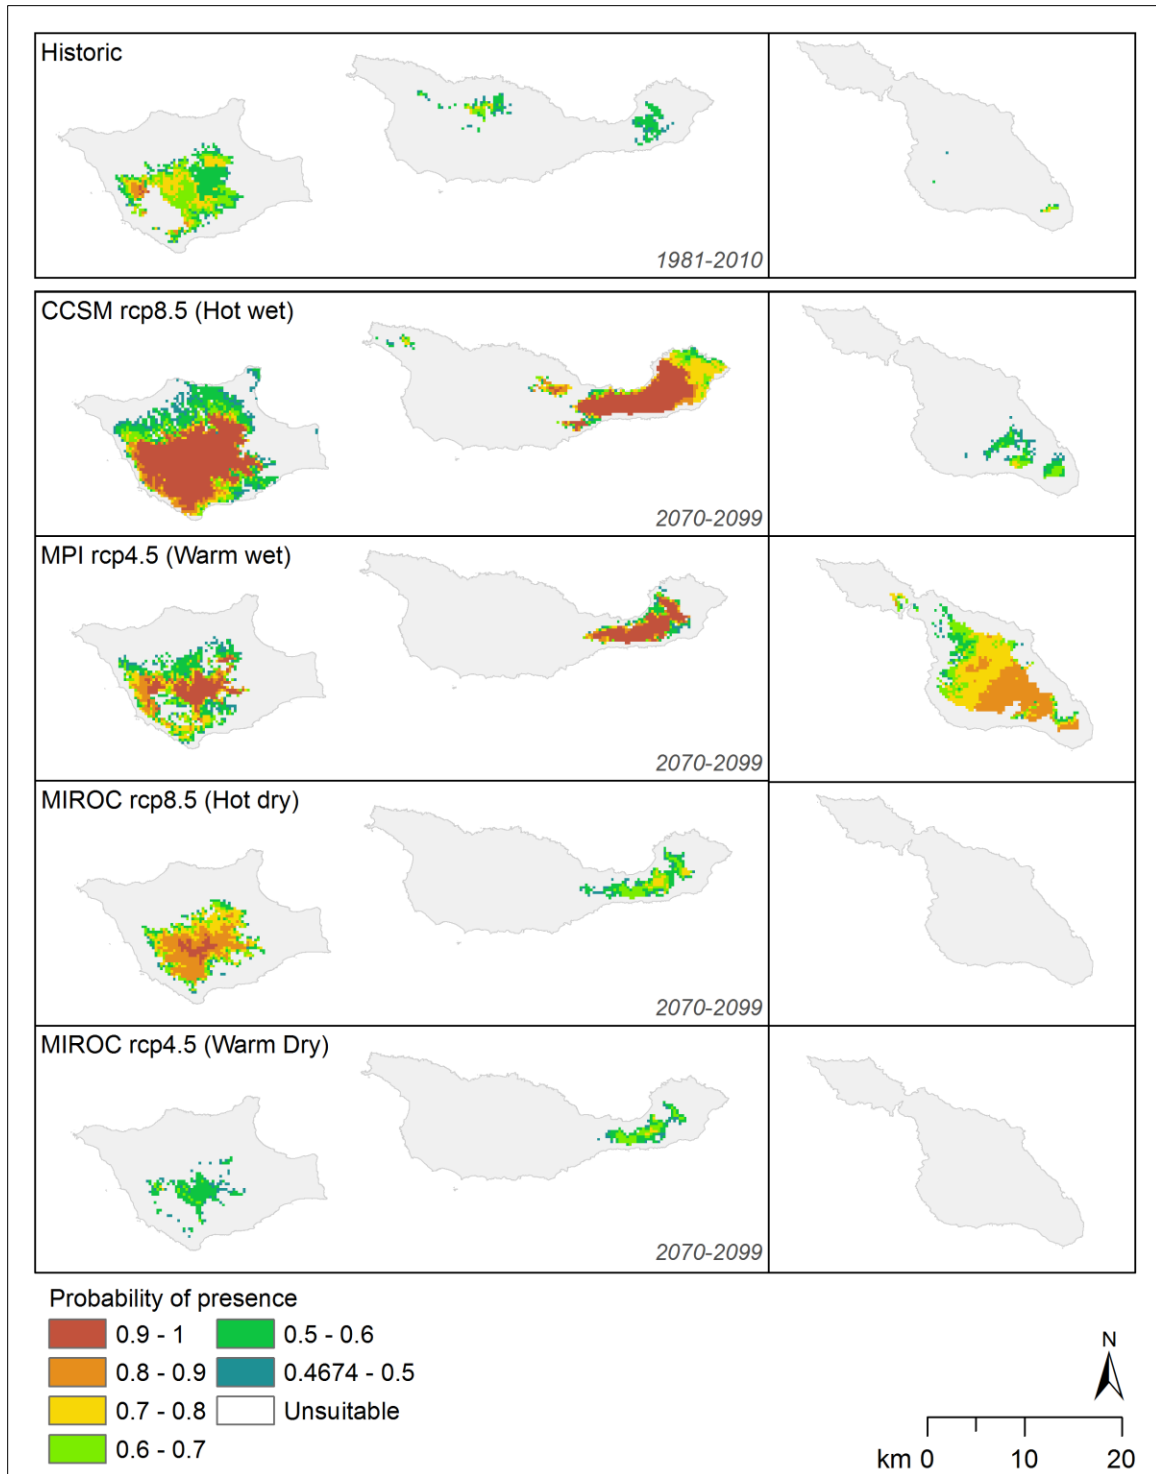 Historic
1981-2010
CCSM rcp8.5 (Hot wet)
2070-2099
MPI rcp4.5 (Warm wet)
2070-2099
MIROC rcp8.5 (Hot dry)
2070-2099
MIROC rcp4.5 (Warm Dry)
2070-2099
Probability of presence
0.9 - 1
0.8 - 0.9
0.7 - 0.8
0.6 - 0.7
0.5 - 0.6
0.4674 - 0.5
Unsuitable
N
km 0 10 20